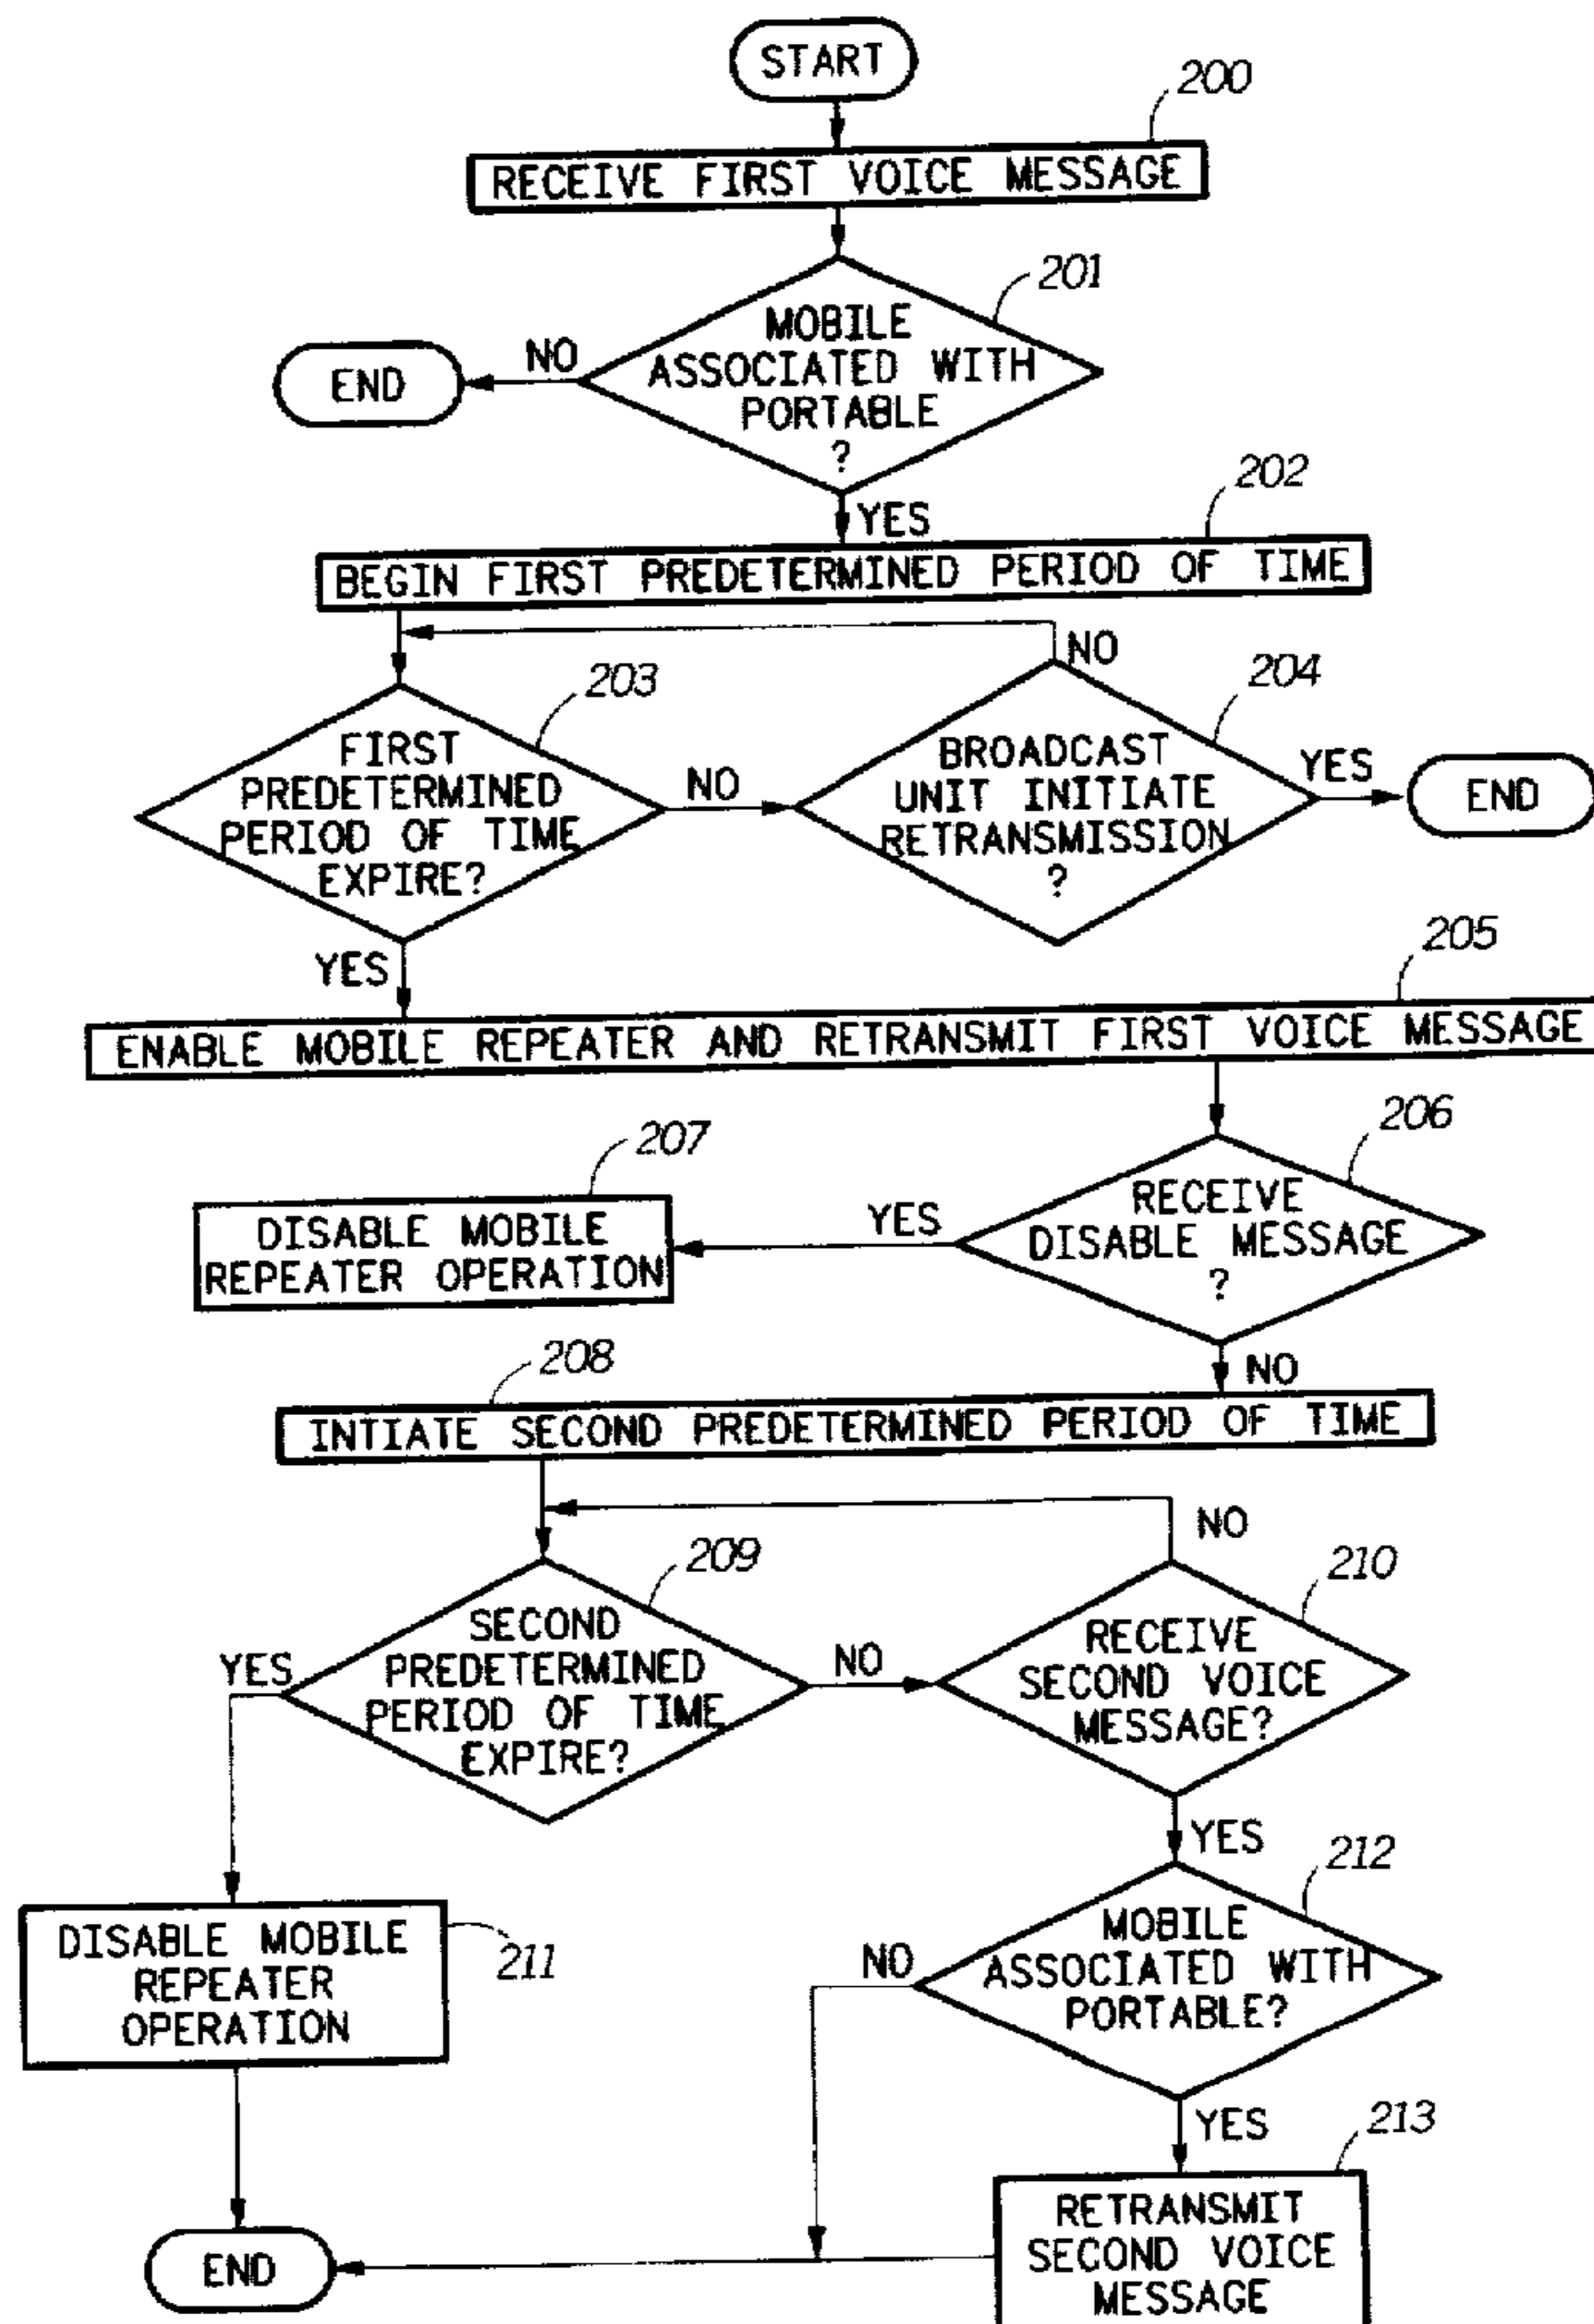 START
200
RECEIVE FIRST VOICE MESSAGE
201
MOBILE
ASSOCIATED WITH
PORTABLE
?
NO
END
YES
202
BEGIN FIRST PREDETERMINED PERIOD OF TIME
203
FIRST
PREDETERMINED
PERIOD OF TIME
EXPIRE?
NO
204
BROADCAST
UNIT INITIATE
RETRANSMISSION
?
NO
YES
END
YES
205
ENABLE MOBILE REPEATER AND RETRANSMIT FIRST VOICE MESSAGE
206
RECEIVE
DISABLE MESSAGE
?
YES
207
DISABLE MOBILE
REPEATER OPERATION
NO
208
INTIATE SECOND PREDETERMINED PERIOD OF TIME
209
SECOND
PREDETERMINED
PERIOD OF TIME
EXPIRE?
YES
NO
210
RECEIVE
SECOND VOICE
MESSAGE?
NO
YES
211
DISABLE MOBILE
REPEATER
OPERATION
212
MOBILE
ASSOCIATED WITH
PORTABLE?
NO
YES
213
RETRANSMIT
SECOND VOICE
MESSAGE
END